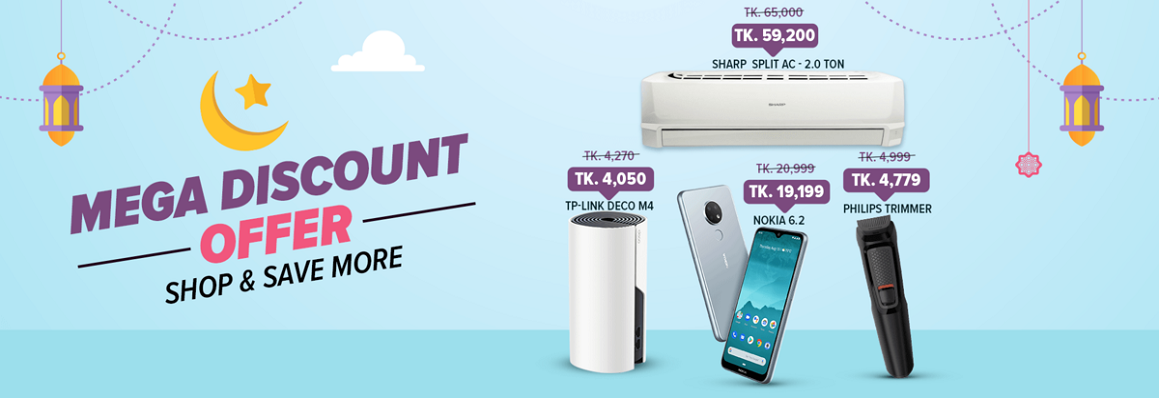 MEGA DISCOUNT
OFFER
SHOP & SAVE MORE
TK. 65,000
TK. 59,200
SHARP SPLIT AC - 2.0 TON
SHARP
TK. 4,270
TK. 4,050
TP-LINK DECO M4
TK. 20,999
TK. 19,199
NOKIA 6.2
TK. 4,999
TK. 4,779
PHILIPS TRIMMER